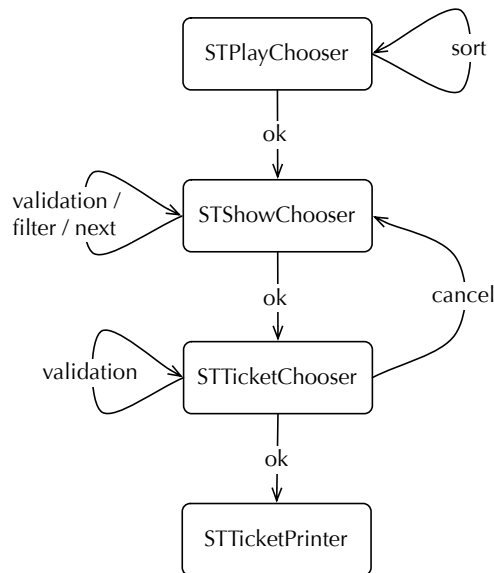 STPlayChooser
sort
ok
validation /
filter / next
STShowChooser
ok
cancel
validation
STTicketChooser
ok
STTicketPrinter